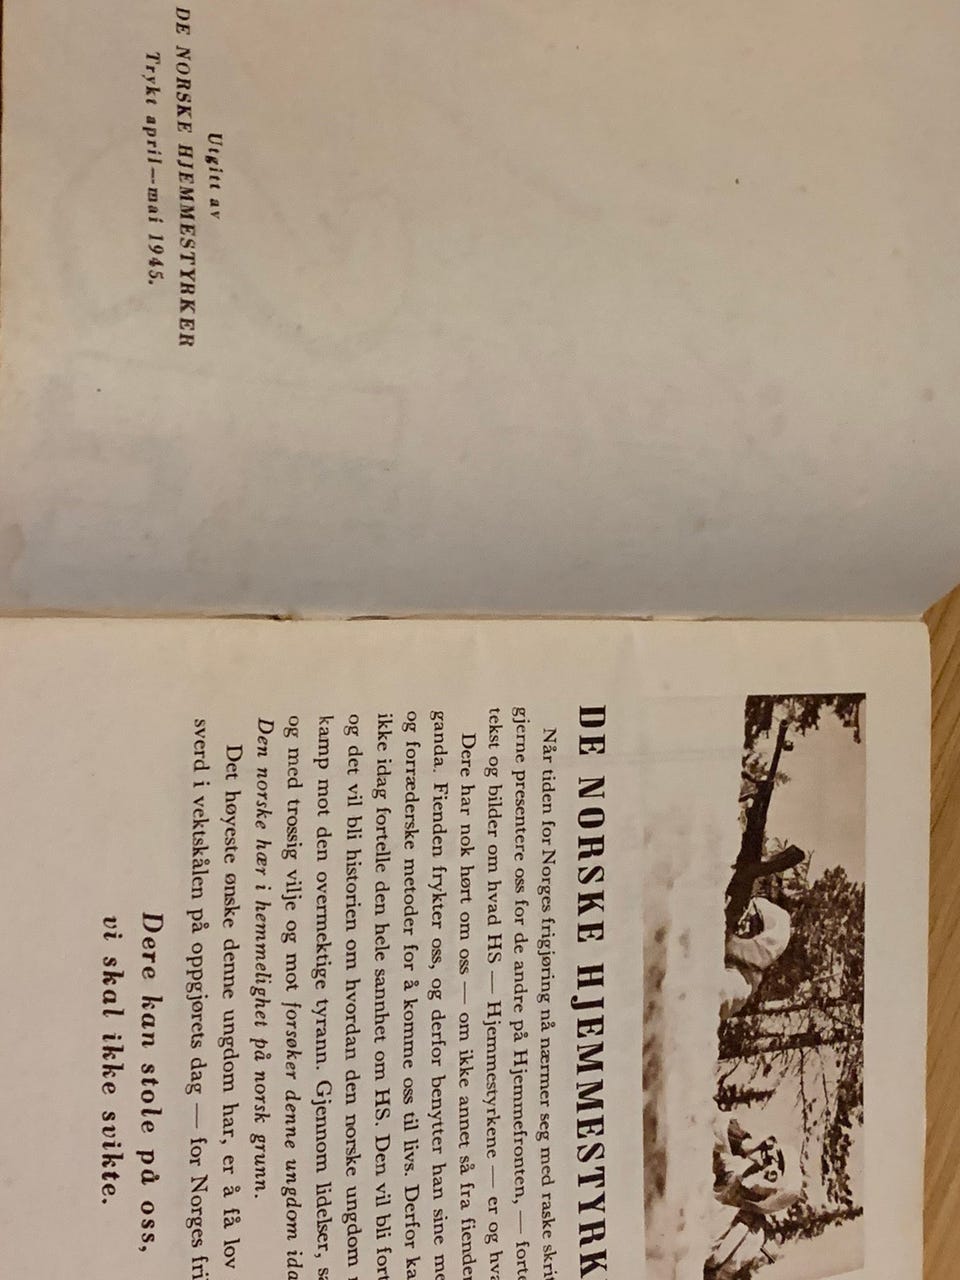 Utgitt av
DE NORSKE HJEMMESTYRKER
Trykt april—mai 1945.
DE NORSKE HJEMMESTYRK
Når tiden for Norges frigjøring nå nærmer seg med raske skrit
gjerne presentere oss for de andre på Hjemmefronten, — forte
tekst og bilder om hvad HS — Hjemmestyrkene — er og hva
Dere har nok hørt om oss — om ikke annet så fra fienden
ganda. Fienden frykter oss, og derfor benytter han sine me
og forræderske metoder for å komme oss til livs. Derfor ka
ikke idag fortelle den hele sannhet om HS. Den vil bli fort
og det vil bli historien om hvordan den norske ungdom
kamp mot den overmektige tyrann. Gjennom lidelser, sa
og med trossig vilje og mot forsøker denne ungdom ida
Den norske hær i hemmelighet på norsk grunn.
Det høyeste ønske denne ungdom har, er å få lov
sverd i vektskålen på oppgjørets dag — for Norges fri
Dere kan stole på oss,
vi skal ikke svikte.